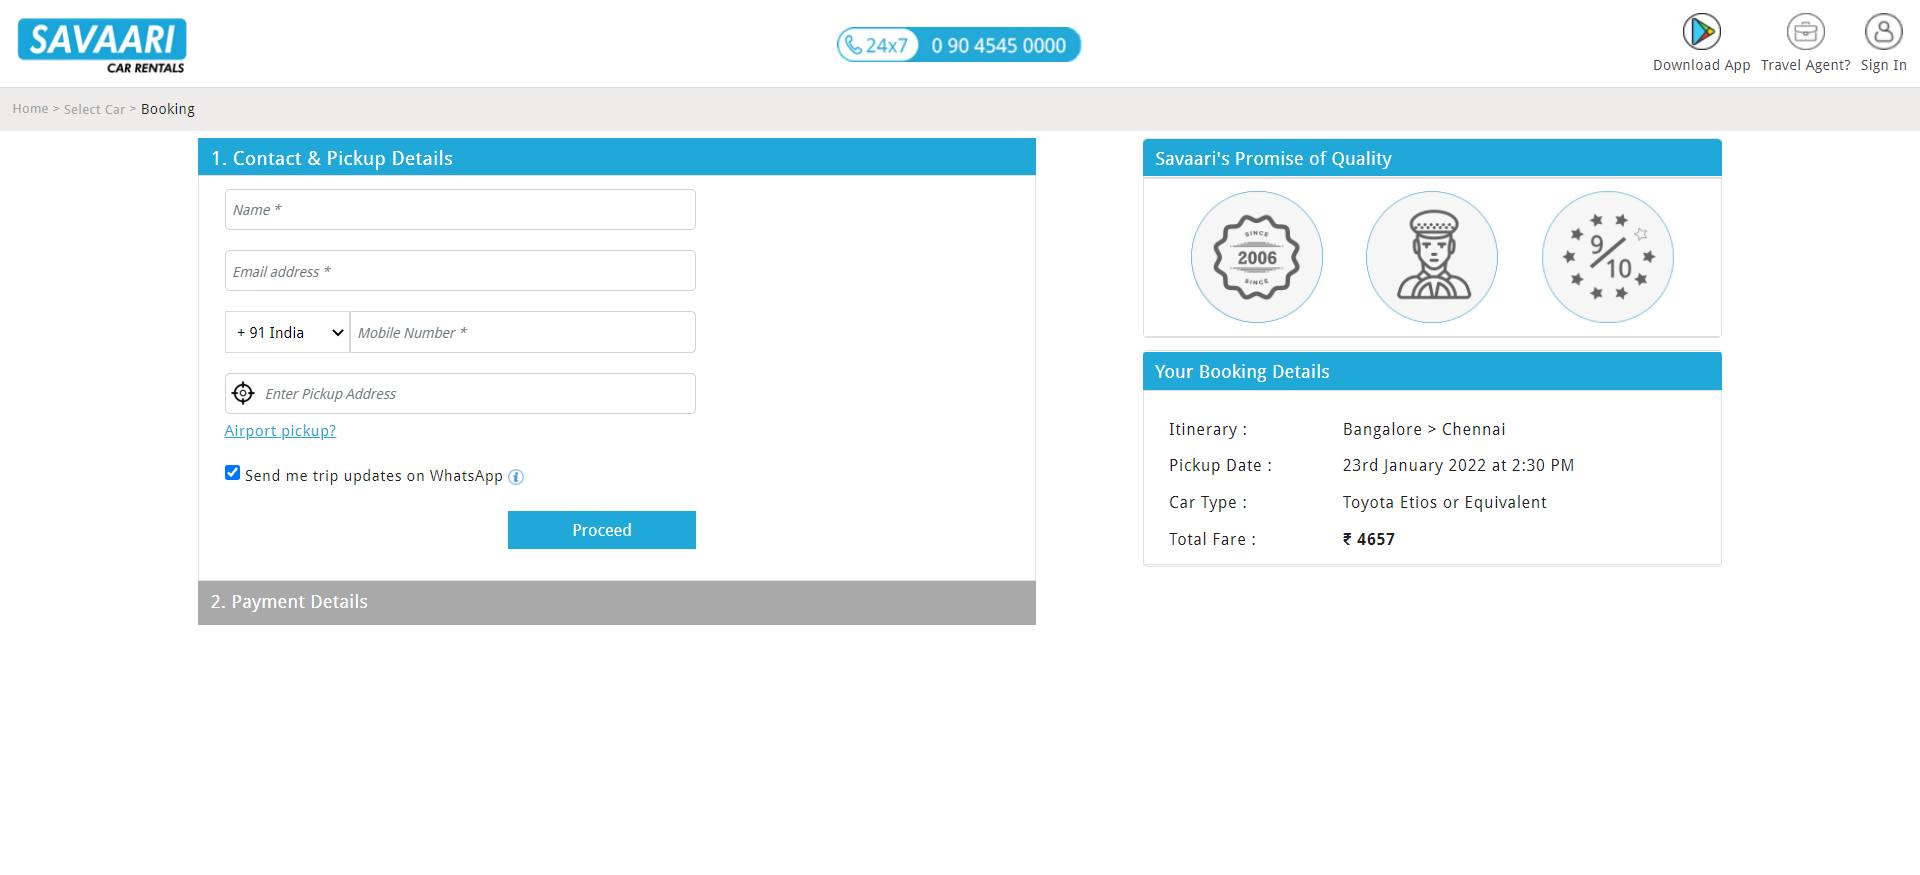 SAVAARI
CAR RENTALS
24x7 0 90 4545 0000
Download App
Travel Agent?
Sign In
Home > Select Car > Booking
1. Contact & Pickup Details
Name *
Email address *
+ 91 India
Mobile Number *
Enter Pickup Address
Airport pickup?
Send me trip updates on WhatsApp i
Proceed
2. Payment Details
Savaari's Promise of Quality
SINCE
2006
SINCE
9/10
Your Booking Details
Itinerary : Bangalore > Chennai
Pickup Date : 23rd January 2022 at 2:30 PM
Car Type : Toyota Etios or Equivalent
Total Fare : ₹ 4657